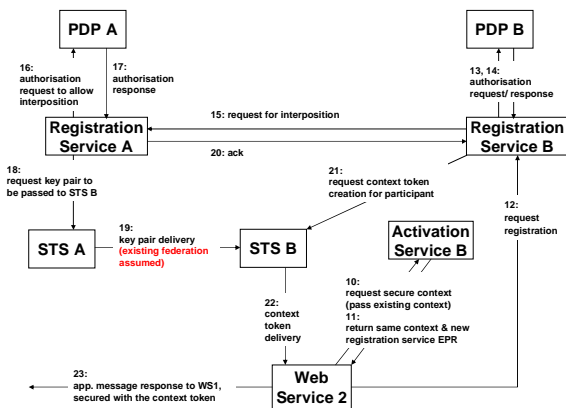 PDP A
PDP B
16:
authorisation
request to allow
interposition
17:
authorisation
response
13, 14:
authorisation
request/ response
15: request for interposition
Registration
Service A
Registration
Service B
20: ack
18:
request key pair to
be passed to STS B
21:
request context token
creation for participant
12:
request
registration
19:
key pair delivery
(existing federation
assumed)
STS A
STS B
Activation
Service B
10:
request secure context
(pass existing context)
11:
return same context & new
registration service EPR
22:
context
token
delivery
23:
app. message response to WS1,
secured with the context token
Web
Service 2